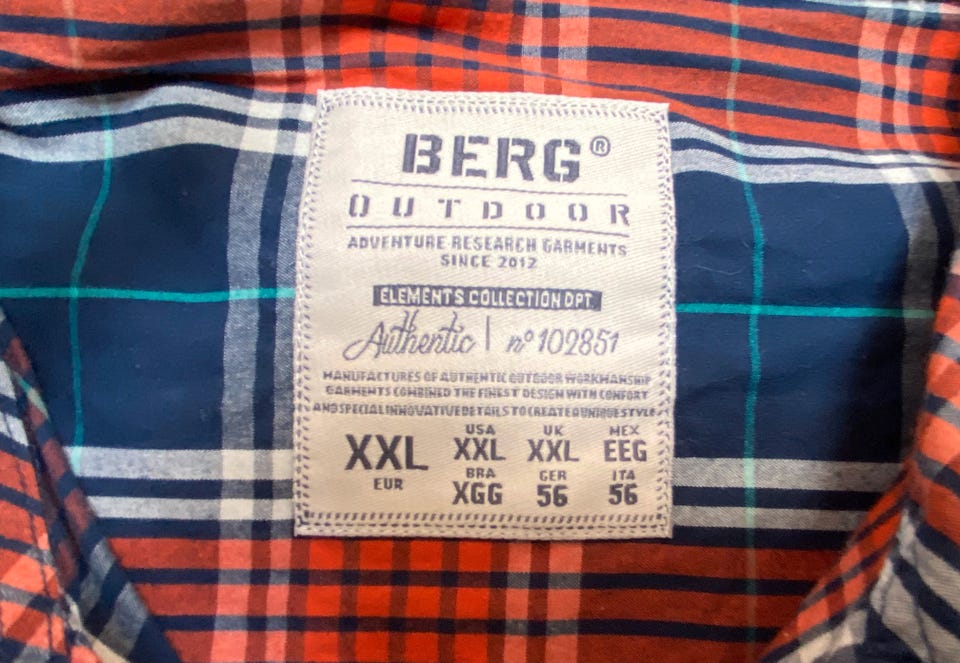 BERG®
OUTDOOR
ADVENTURE RESEARCH GARMENTS
SINCE 2012
ELEMENTS COLLECTION DPT.
Authentic | nº 102851
MANUFACTURES OF AUTHENTIC OUTDOOR WORKMANSHIP
GARMENTS COMBINED THE FINEST DESIGN WITH CONFORT
AND SPECIAL INNOVATIVE DETAILS TO CREATE A UNIQUE STYLE
USA UK MEX
XXL XXL XXL EEG
EUR BRA GER ITA
XGG 56 56